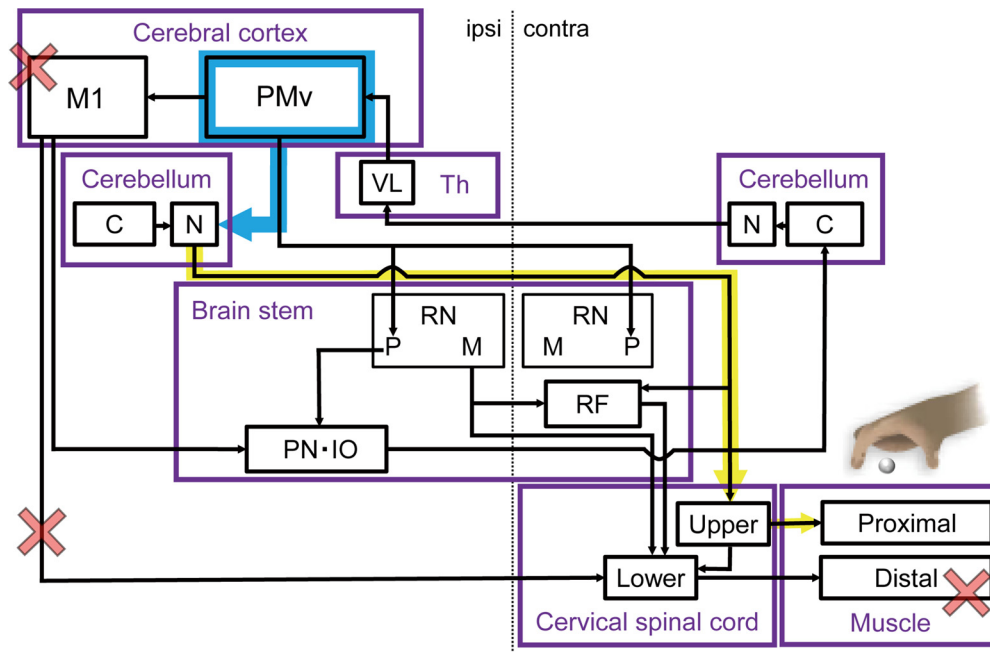 ipsi contra
Cerebral cortex
M1
PMv
Cerebellum
C
N
VL
Th
Cerebellum
N
C
Brain stem
RN
P
M
RN
M
P
RF
PN·IO
Upper
Lower
Cervical spinal cord
Proximal
Distal
Muscle